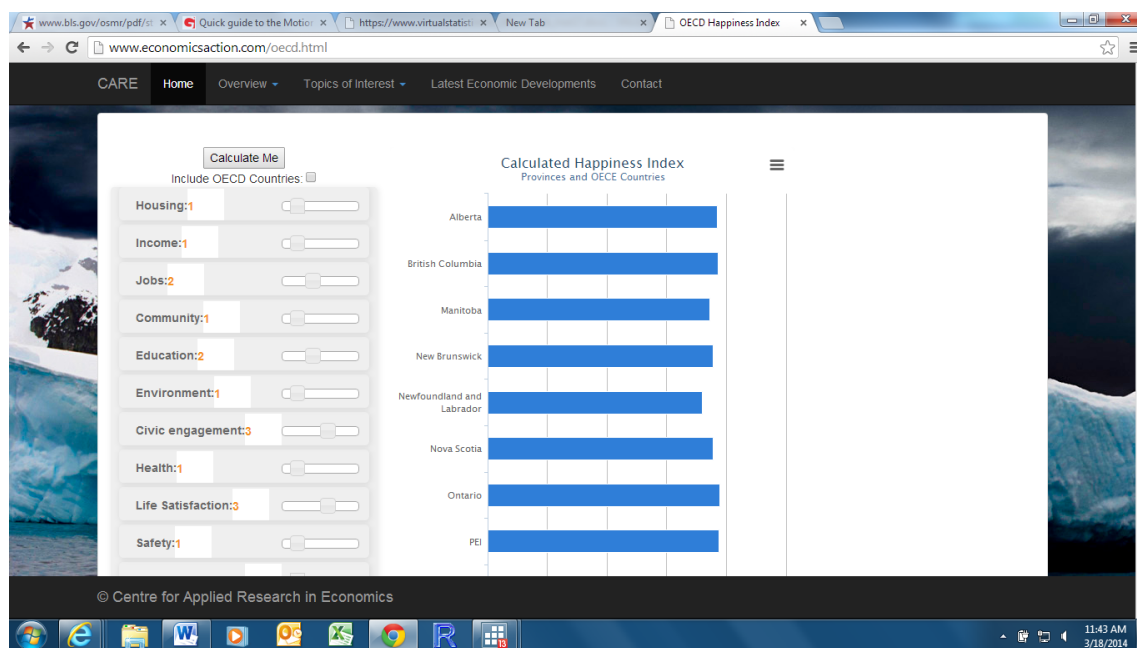 www.bls.gov/osmr/pdf/st
Quick guide to the Motion
https://www.virtualstatisti
New Tab
OECD Happiness Index
www.economicsaction.com/oecd.html
CARE Home Overview Topics of Interest Latest Economic Developments Contact
Calculate Me
Include OECD Countries:
Housing:1
Income:1
Jobs:2
Community:1
Education:2
Environment:1
Civic engagement:3
Health:1
Life Satisfaction:3
Safety:1
Calculated Happiness Index
Provinces and OECE Countries
Alberta
British Columbia
Manitoba
New Brunswick
Newfoundland and
Labrador
Nova Scotia
Ontario
PEI
© Centre for Applied Research in Economics
13
11:43 AM
3/18/2014